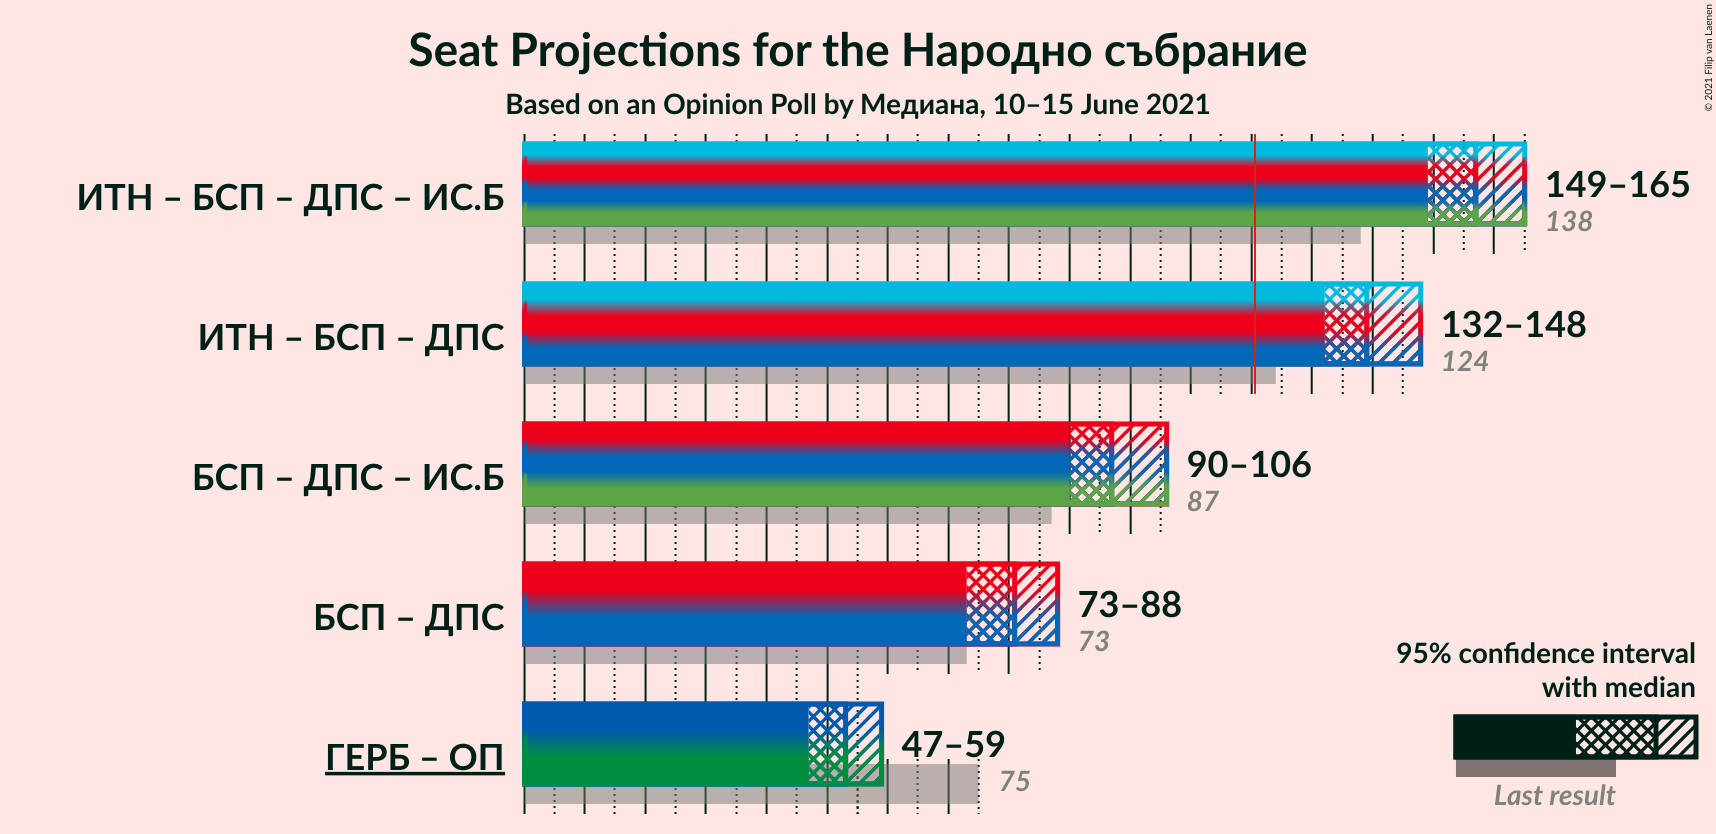 Seat Projections for the Народно събрание
Based on an Opinion Poll by Медиана, 10–15 June 2021
© 2021 Filip van Laenen
ИТН – БСП – ДПС – ИС.Б
149–165
138
ИТН – БСП – ДПС
132–148
124
БСП – ДПС – ИС.Б
90–106
87
БСП – ДПС
73–88
73
ГЕРБ – ОП
47–59
75
95% confidence interval
with median
Last result